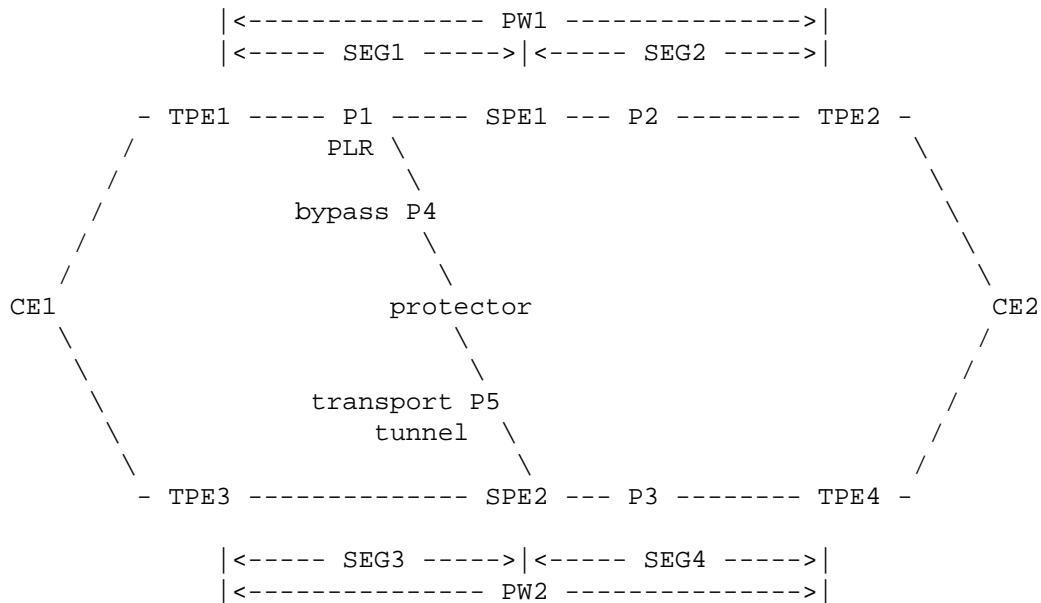 |<--------------- PW1 --------------->|
|<----- SEG1 ----->|<----- SEG2 ----->|
- TPE1 ----- P1 ----- SPE1 --- P2 -------- TPE2 -
PLR
bypass P4
CE1 protector CE2
transport P5
tunnel
- TPE3 -------------- SPE2 --- P3 -------- TPE4 -
|<----- SEG3 ----->|<----- SEG4 ----->|
|<--------------- PW2 --------------->|